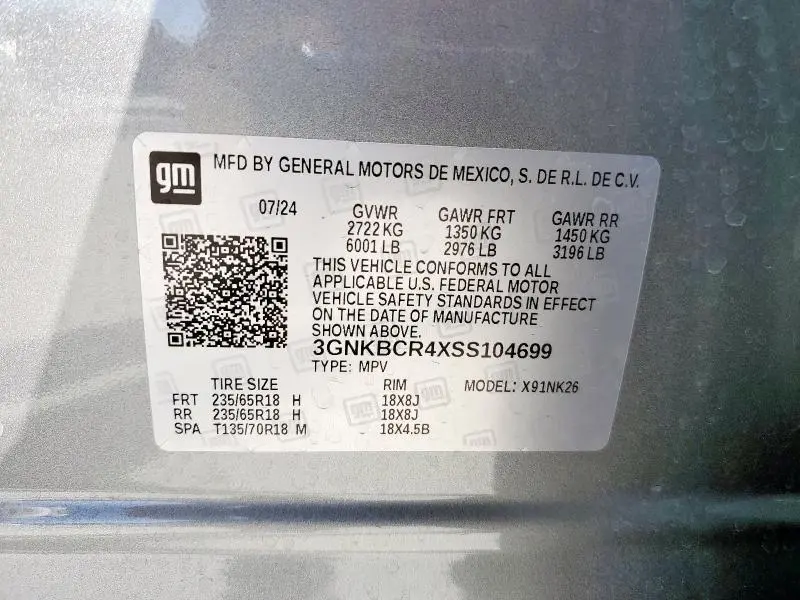 gm
MFD BY GENERAL MOTORS DE MEXICO, S. DE R.L. DE C.V.
07/24 GVWR GAWR FRT GAWR RR
2722 KG 1350 KG 1450 KG
6001 LB 2976 LB 3196 LB
THIS VEHICLE CONFORMS TO ALL
APPLICABLE U.S. FEDERAL MOTOR
VEHICLE SAFETY STANDARDS IN EFFECT
ON THE DATE OF MANUFACTURE
SHOWN ABOVE.
3GNKBCR4XSS104699
TYPE: MPV
TIRE SIZE RIM MODEL: X91NK26
FRT 235/65R18 H 18X8J
RR 235/65R18 H 18X8J
SPA T135/70R18 M 18X4.5B